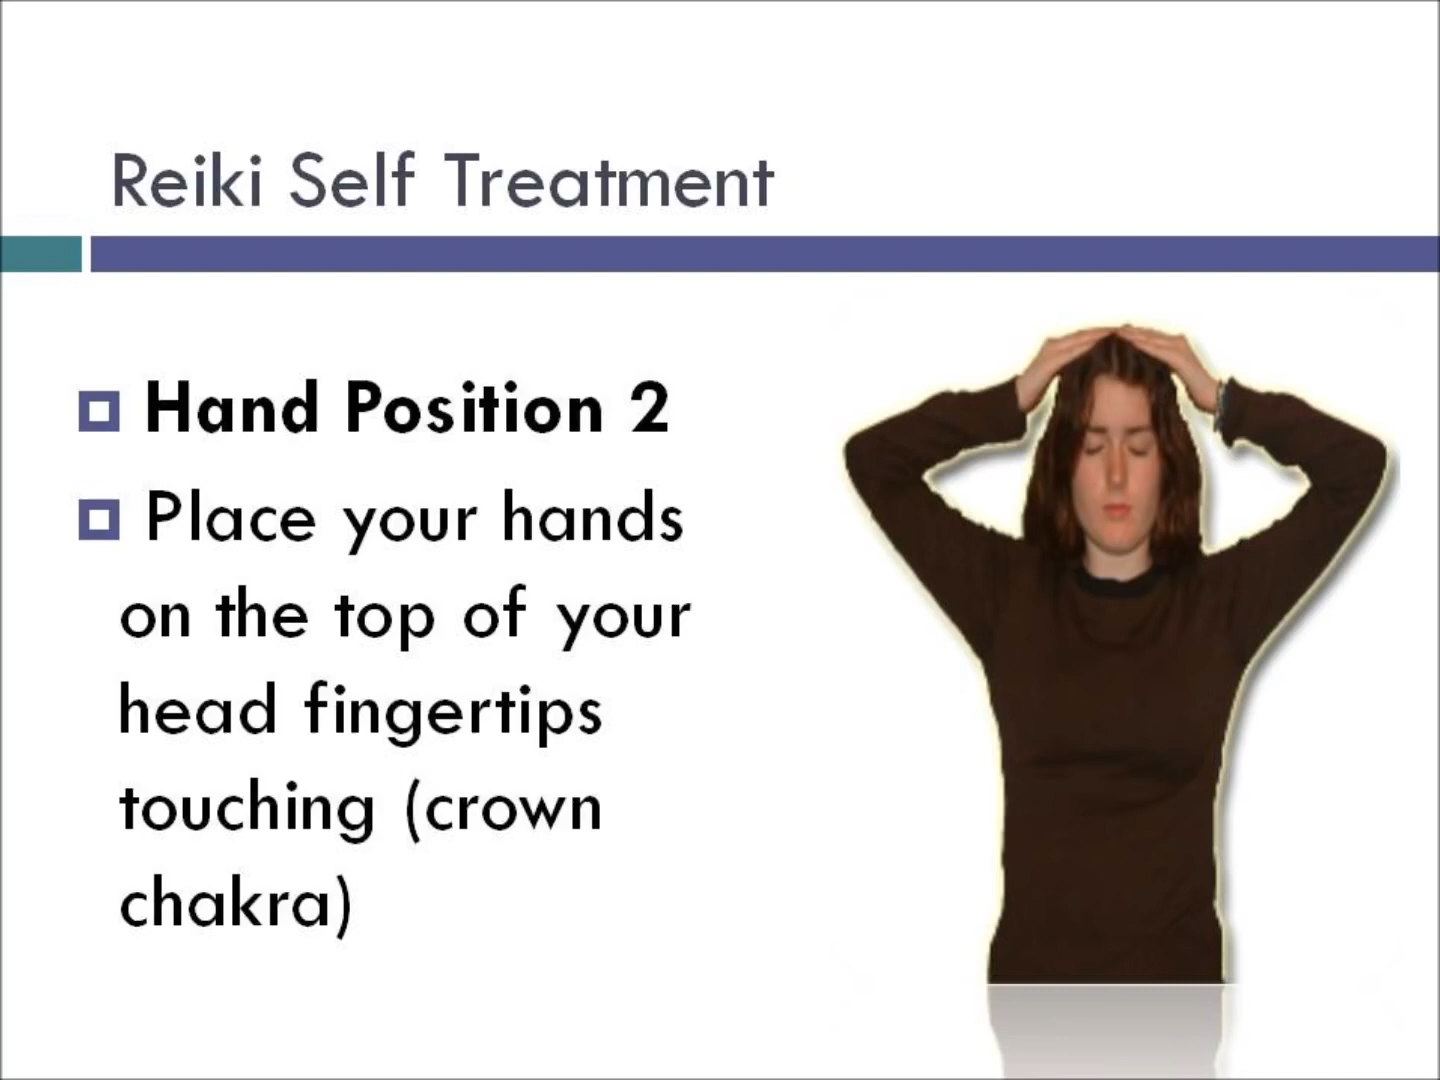 Reiki Self Treatment
Hand Position 2
Place your hands
on the top of your
head fingertips
touching (crown
chakra)